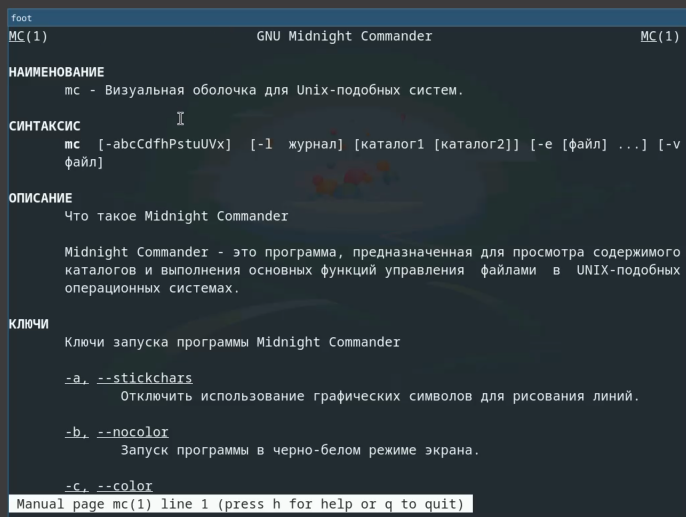 foot
MC(1) GNU Midnight Commander MC(1)
НАИМЕНОВАНИЕ
mc - Визуальная оболочка для Unix-подобных систем.
СИНТАКСИС
mc [-abcCdfhPstuUVx] [-l журнал] [каталог1 [каталог2]] [-e [файл] ...] [-v
файл]
ОПИСАНИЕ
Что такое Midnight Commander
Midnight Commander - это программа, предназначенная для просмотра содержимого
каталогов и выполнения основных функций управления файлами в UNIX-подобных
операционных системах.
КЛЮЧИ
Ключи запуска программы Midnight Commander
-a, --stickchars
Отключить использование графических символов для рисования линий.
-b, --nocolor
Запуск программы в черно-белом режиме экрана.
-c, --color
Manual page mc(1) line 1 (press h for help or q to quit)